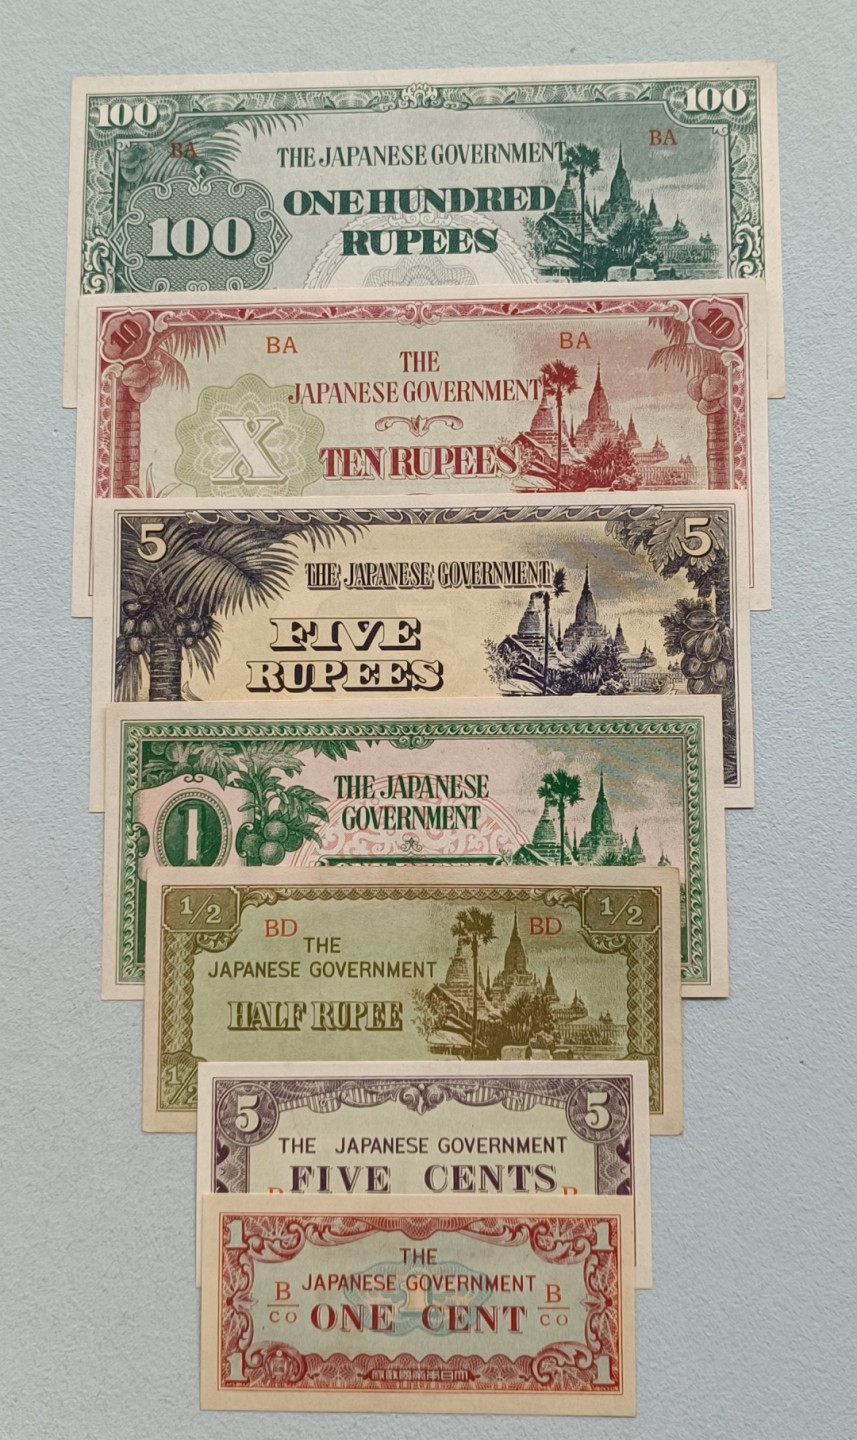 100 100
BA BA
THE JAPANESE GOVERNMENT
ONE HUNDRED
100
RUPEES
10 10
BA BA
THE
JAPANESE GOVERNMENT
X
TEN RUPEES
5 5
THE JAPANESE GOVERNMENT
FIVE
RUPEES
THE JAPANESE
GOVERNMENT
1
1/2 1/2
BD BD
THE
JAPANESE GOVERNMENT
HALF RUPEE
5 5
THE JAPANESE GOVERNMENT
FIVE CENTS
1 1
THE
JAPANESE GOVERNMENT
B/CO ONE CENT B/CO
1
1 1